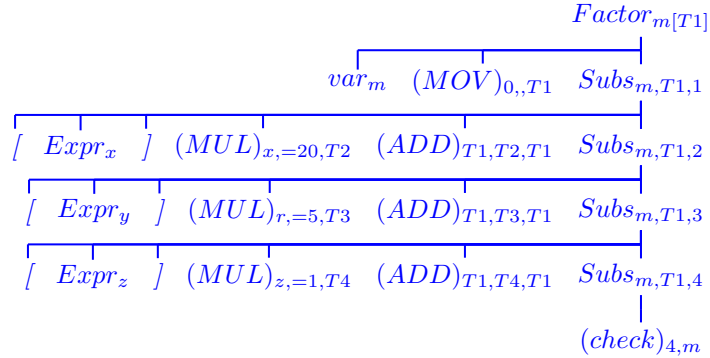 Factor_{m[T1]}
var_m (MOV)_{0,,T1} Subs_{m,T1,1}
[ Expr_x ] (MUL)_{x,=20,T2} (ADD)_{T1,T2,T1} Subs_{m,T1,2}
[ Expr_y ] (MUL)_{r,=5,T3} (ADD)_{T1,T3,T1} Subs_{m,T1,3}
[ Expr_z ] (MUL)_{z,=1,T4} (ADD)_{T1,T4,T1} Subs_{m,T1,4}
(check)_{4,m}